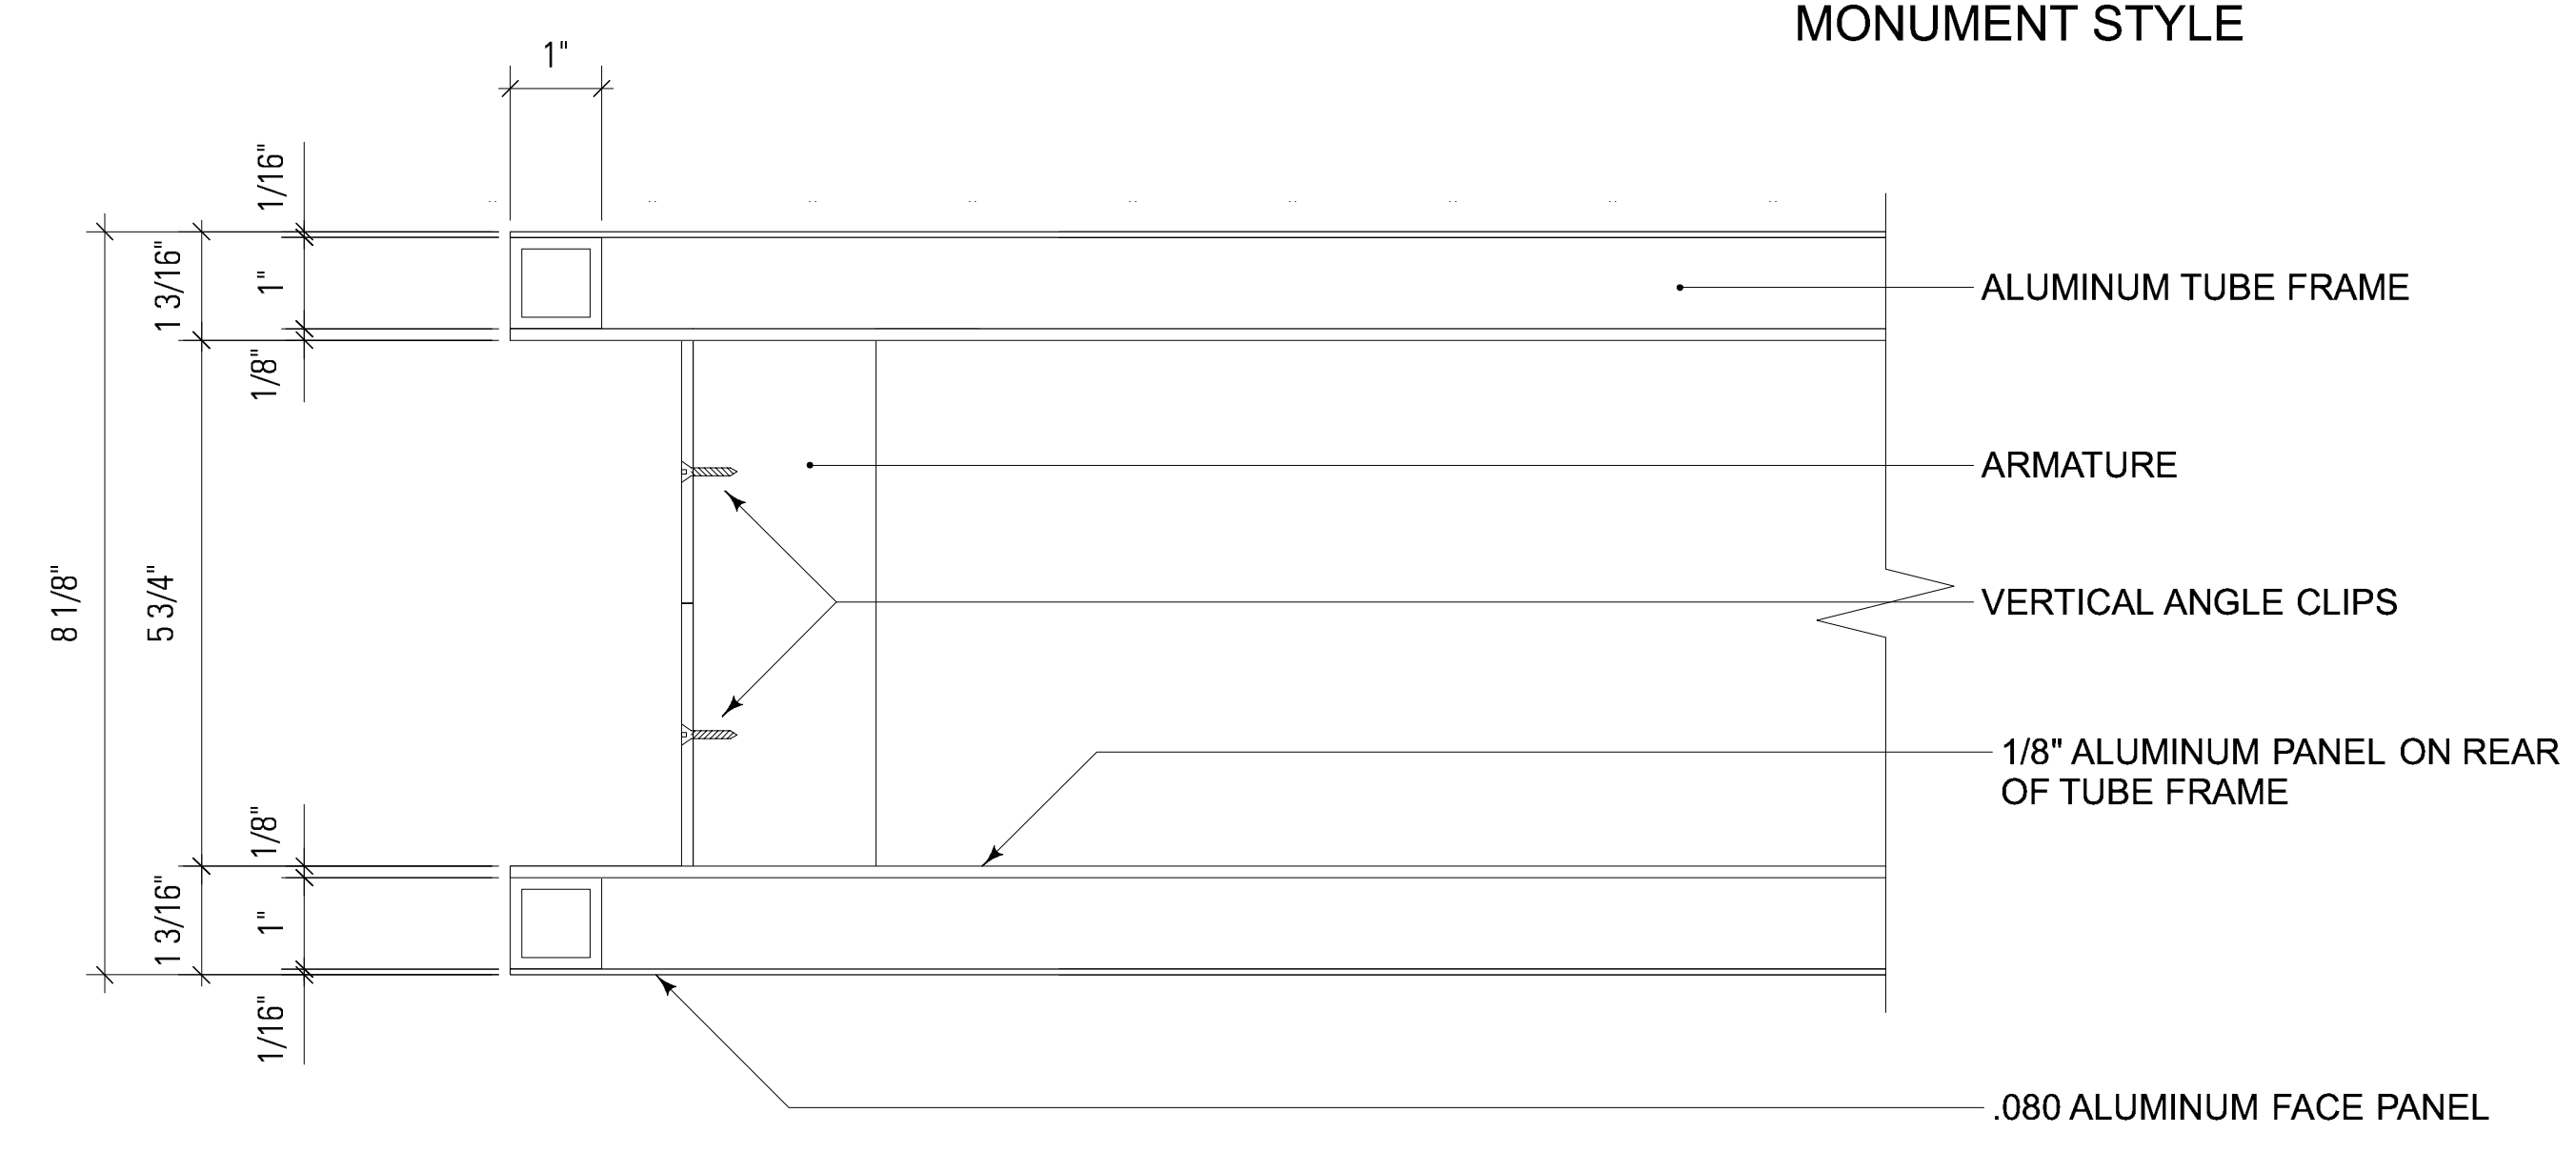 MONUMENT STYLE
1"
1/16"
1 3/16"
1"
1/8"
ALUMINUM TUBE FRAME
ARMATURE
8 1/8"
5 3/4"
VERTICAL ANGLE CLIPS
1/8" ALUMINUM PANEL ON REAR
OF TUBE FRAME
1/8"
1 3/16"
1"
1/16"
.080 ALUMINUM FACE PANEL